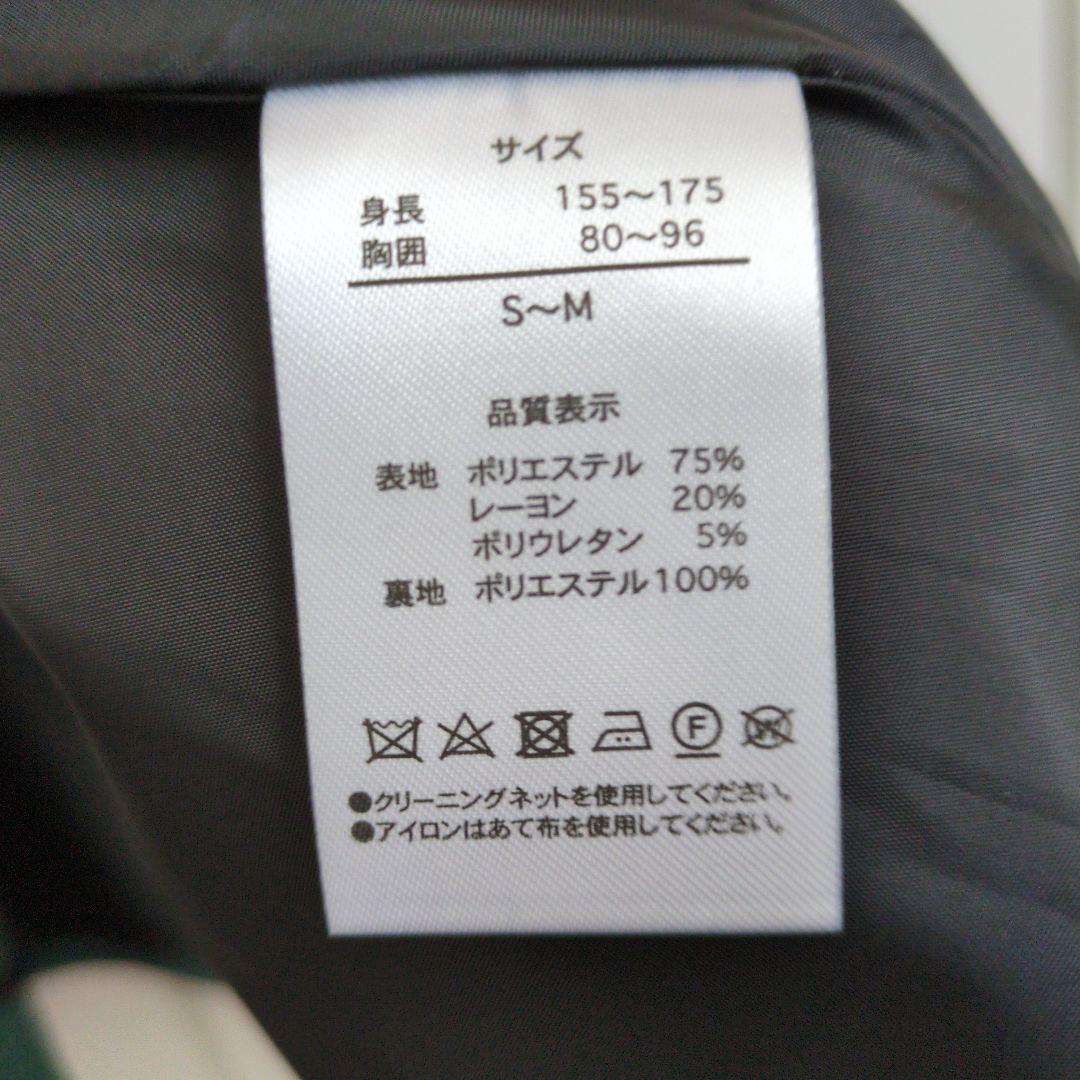 サイズ
身長 155～175
胸囲 80～96
S～M
品質表示
表地 ポリエステル 75%
レーヨン 20%
ポリウレタン 5%
裏地 ポリエステル 100%
F W
●クリーニングネットを使用してください。
●アイロンはあて布を使用してください。